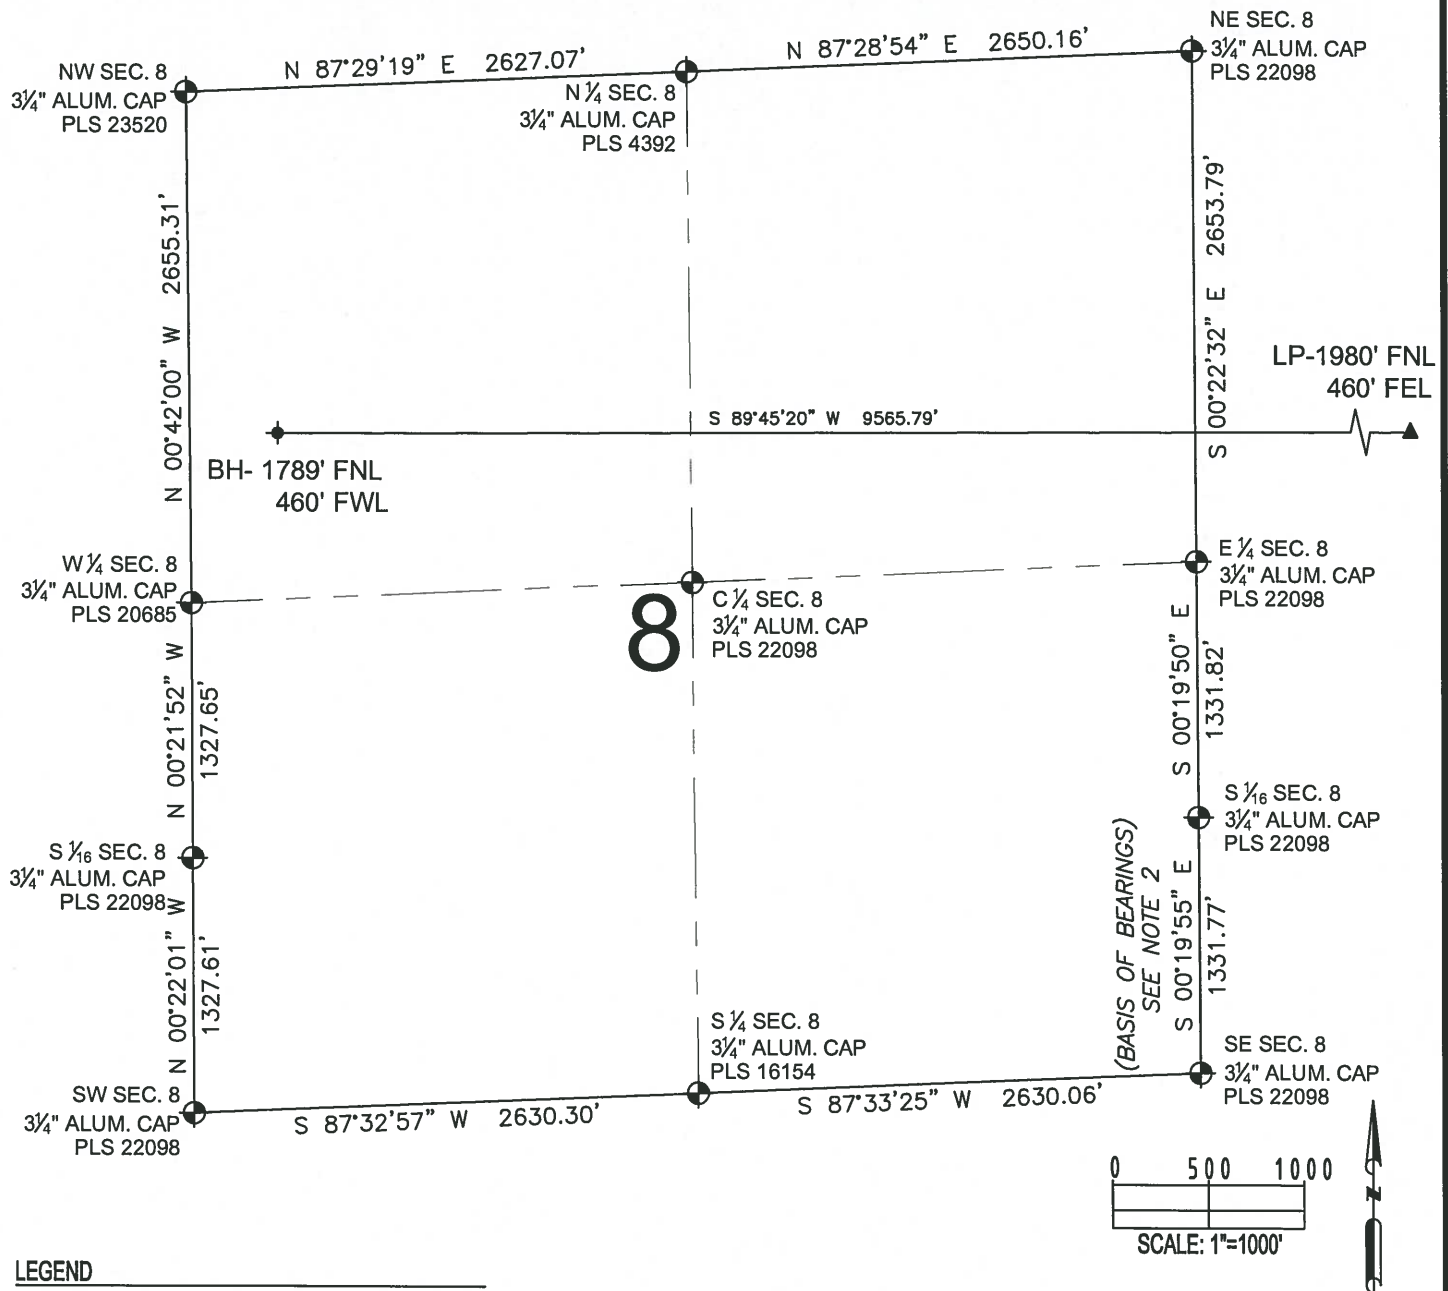 NE SEC. 8
3¼" ALUM. CAP
PLS 22098
N 87°28'54" E 2650.16'
N 87°29'19" E 2627.07'
NW SEC. 8
3¼" ALUM. CAP
PLS 23520
N ¼ SEC. 8
3¼" ALUM. CAP
PLS 4392
N 00°42'00" W 2655.31'
S 00°22'32" E 2653.79'
LP-1980' FNL
460' FEL
S 89°45'20" W 9565.79'
BH- 1789' FNL
460' FWL
W ¼ SEC. 8
3¼" ALUM. CAP
PLS 20685
E ¼ SEC. 8
3¼" ALUM. CAP
PLS 22098
8
C ¼ SEC. 8
3¼" ALUM. CAP
PLS 22098
N 00°21'52" W
1327.65'
S 00°19'50" E
1331.82'
S 1⁄16 SEC. 8
3¼" ALUM. CAP
PLS 22098
S 1⁄16 SEC. 8
3¼" ALUM. CAP
PLS 22098
N 00°22'01" W
1327.61'
(BASIS OF BEARINGS)
SEE NOTE 2
S 00°19'55" E
1331.77'
S ¼ SEC. 8
3¼" ALUM. CAP
PLS 16154
SE SEC. 8
3¼" ALUM. CAP
PLS 22098
SW SEC. 8
3¼" ALUM. CAP
PLS 22098
S 87°32'57" W 2630.30'
S 87°33'25" W 2630.06'
0 500 1000
SCALE: 1"=1000'
N
LEGEND